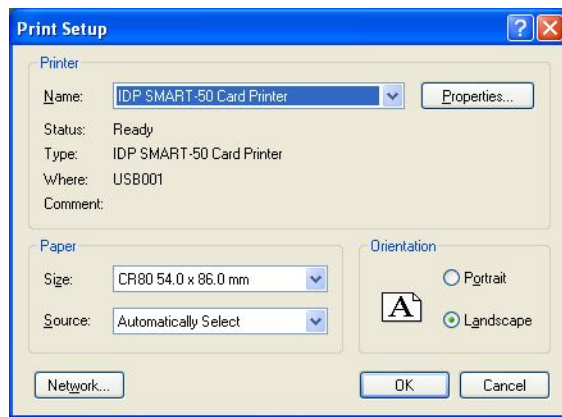 Print Setup
Printer
Name: IDP SMART-50 Card Printer Properties...
Status: Ready
Type: IDP SMART-50 Card Printer
Where: USB001
Comment:
Paper
Size: CR80 54.0 x 86.0 mm
Source: Automatically Select
Orientation
A
Portrait
Landscape
Network... OK Cancel